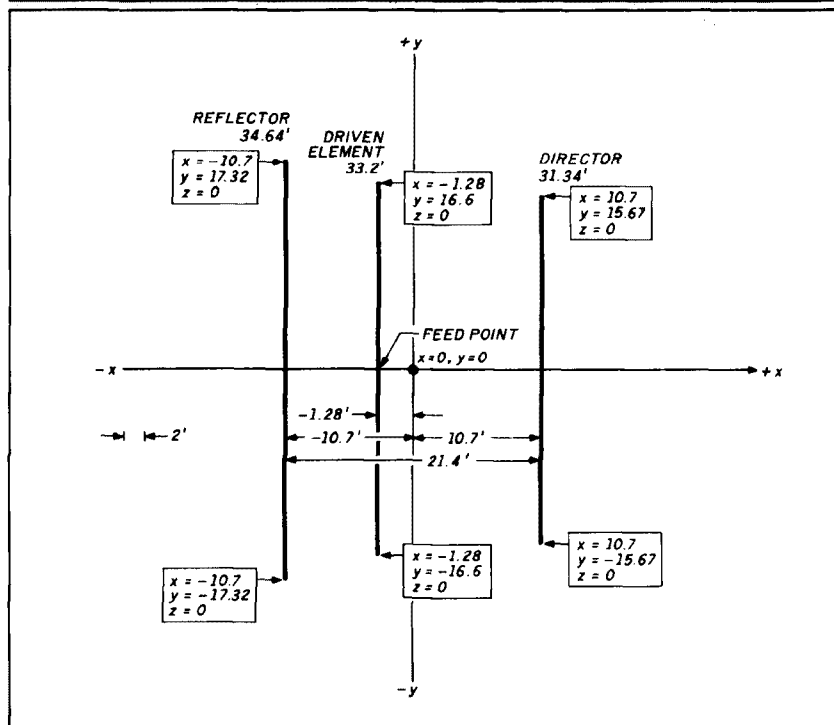 +y
REFLECTOR
34.64'
DRIVEN
ELEMENT
33.2'
DIRECTOR
31.34'
x = -10.7
y = 17.32
z = 0
x = -1.28
y = 16.6
z = 0
x = 10.7
y = 15.67
z = 0
FEED POINT
x=0, y=0
-x
+x
-1.28'
2'
-10.7'
10.7'
21.4'
x = -10.7
y = -17.32
z = 0
x = -1.28
y = -16.6
z = 0
x = 10.7
y = -15.67
z = 0
-y